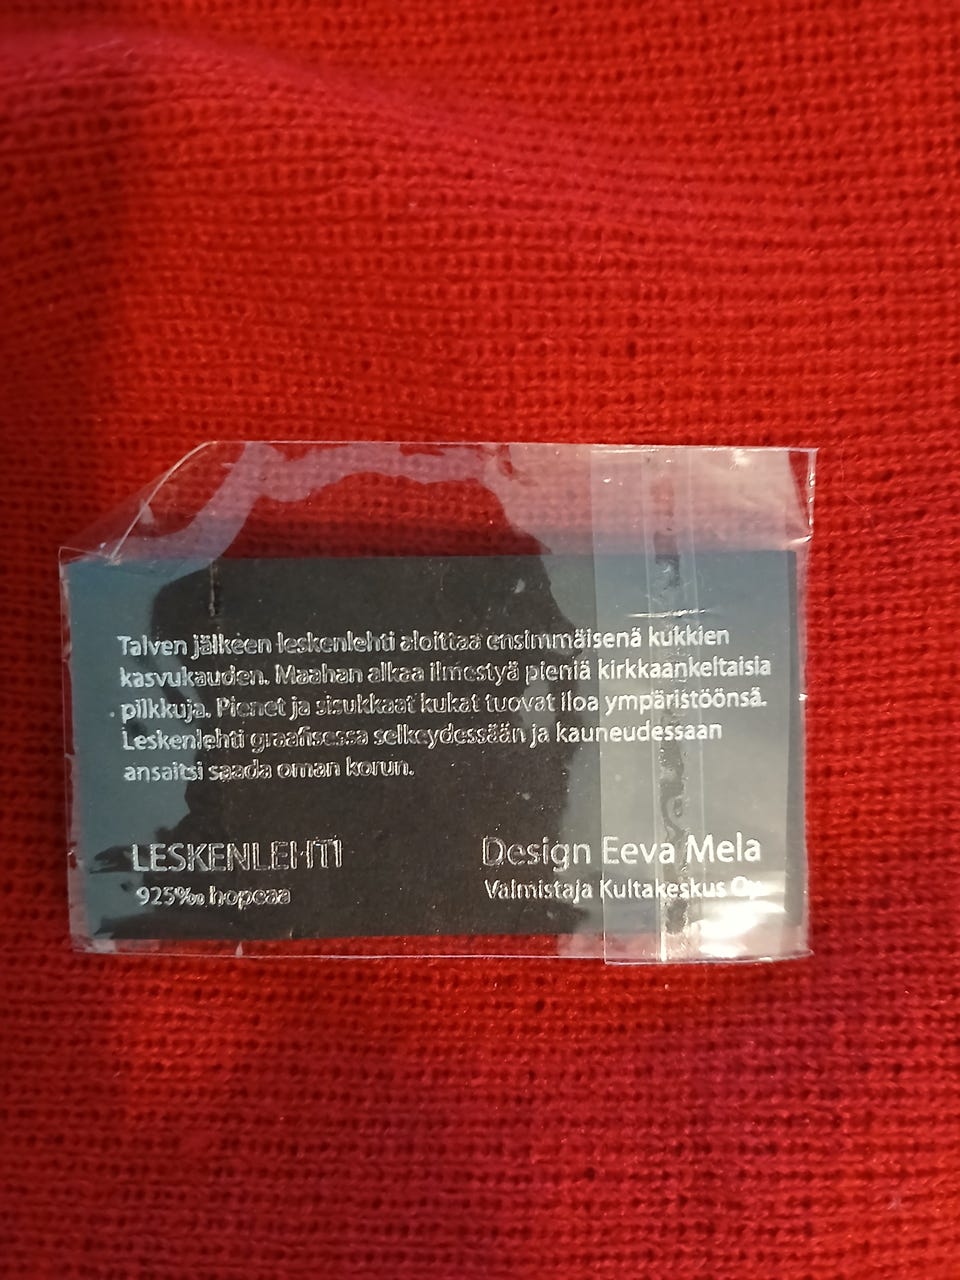 Talven jälkeen leskenlehti aloittaa ensimmäisenä kukkien
kasvukauden. Maahan alkaa ilmestyä pieniä kirkkaankeltaisia
pilkkuja. Pienet ja sisukkaat kukat tuovat iloa ympäristöönsä.
Leskenlehti graafisessa selkeydessään ja kauneudessaan
ansaitsi saada oman korun.
LESKENLEHTI
925‰ hopeaa
Design Eeva Mela
Valmistaja Kultakeskus Oy